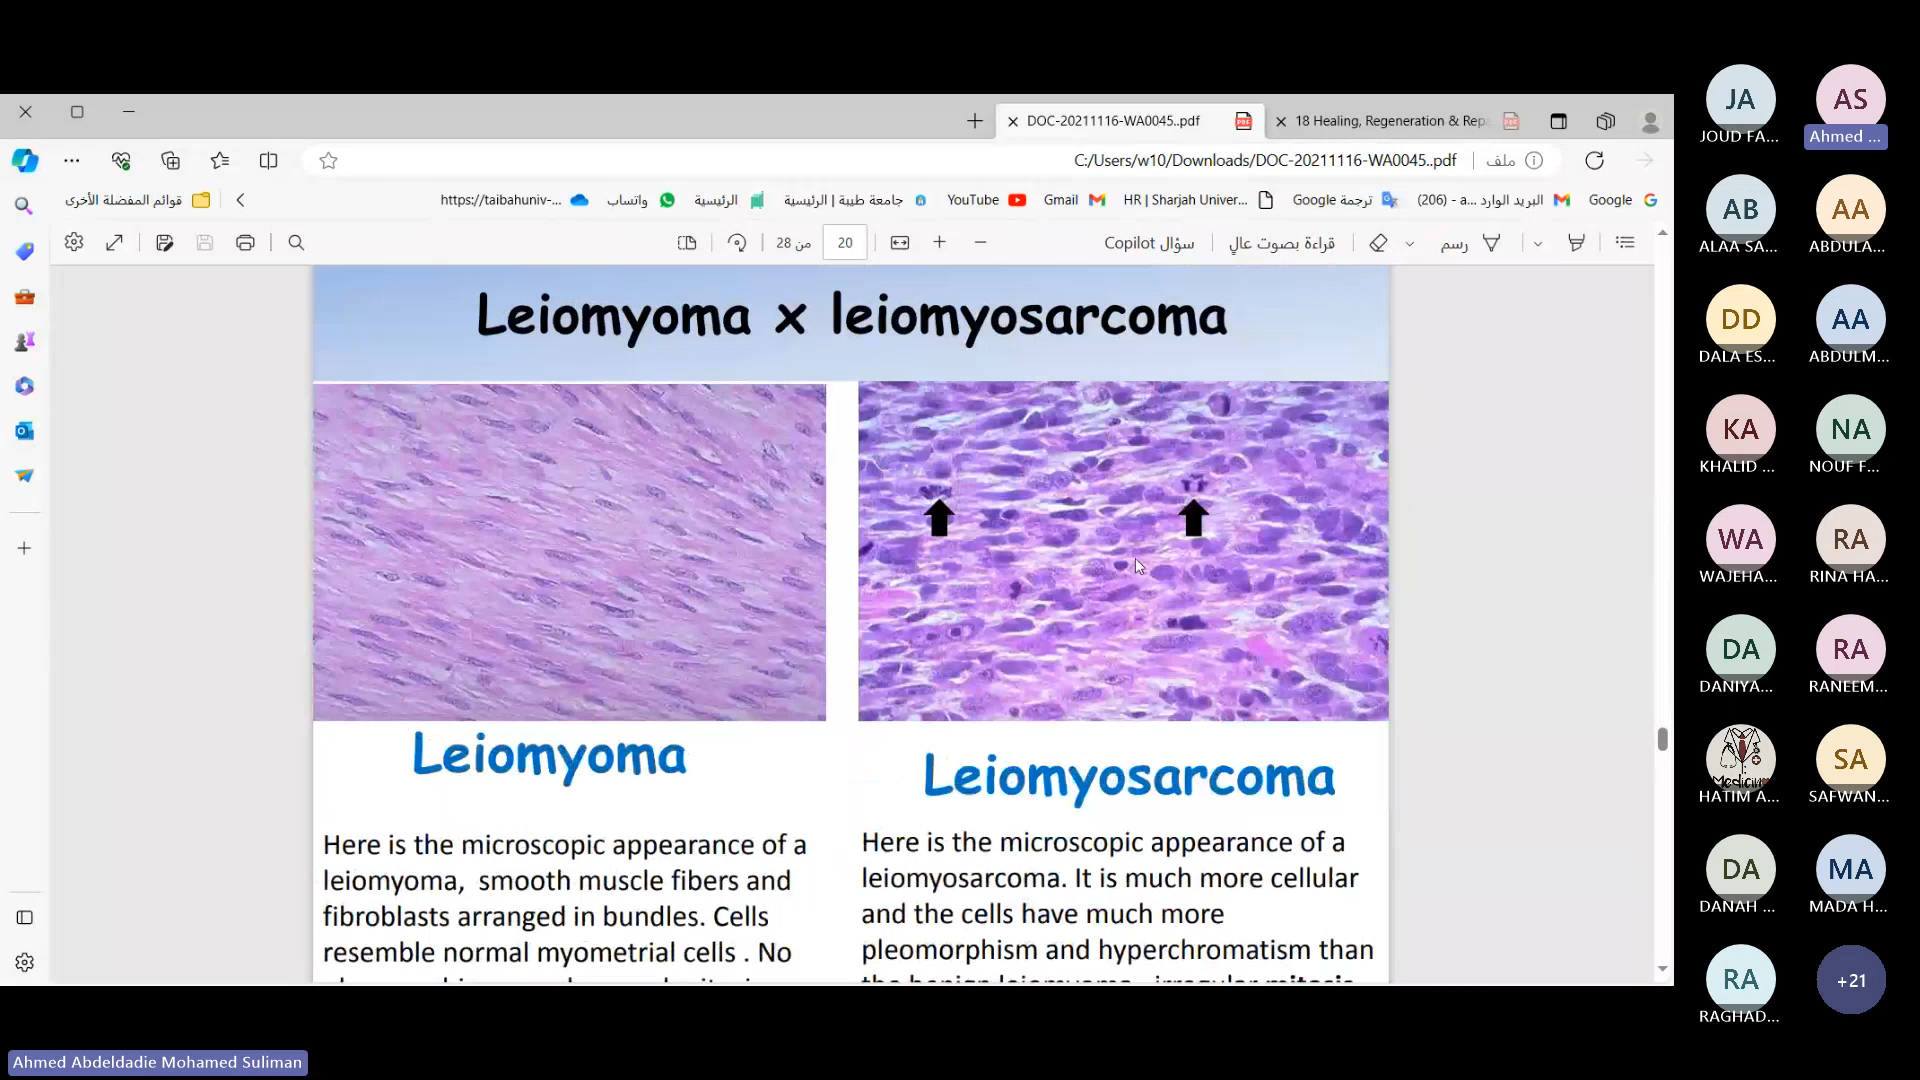 DOC-20211116-WA0045..pdf
18 Healing, Regeneration & Rep
C:/Users/w10/Downloads/DOC-20211116-WA0045..pdf
ملف
قوائم المفضلة الأخرى
https://taibahuniv-...
واتساب
الرئيسية
جامعة طيبة | الرئيسية
YouTube
Gmail
HR | Sharjah Univer...
ترجمة Google
البريد الوارد (206) - a...
Google
من 28
20
سؤال Copilot
قراءة بصوت عالٍ
رسم
Leiomyoma x leiomyosarcoma
Leiomyoma
Here is the microscopic appearance of a
leiomyoma, smooth muscle fibers and
fibroblasts arranged in bundles. Cells
resemble normal myometrial cells . No
Leiomyosarcoma
Here is the microscopic appearance of a
leiomyosarcoma. It is much more cellular
and the cells have much more
pleomorphism and hyperchromatism than
the benign leiomyoma irregular mitosis
JA
JOUD FA...
AS
Ahmed ...
AB
ALAA SA...
AA
ABDULA...
DD
DALA ES...
AA
ABDULM...
KA
KHALID ...
NA
NOUF F...
WA
WAJEHA...
RA
RINA HA...
DA
DANIYA...
RA
RANEEM...
Medicine
HATIM A...
SA
SAFWAN...
DA
DANAH ...
MA
MADA H...
RA
RAGHAD...
+21
Ahmed Abdeldadie Mohamed Suliman